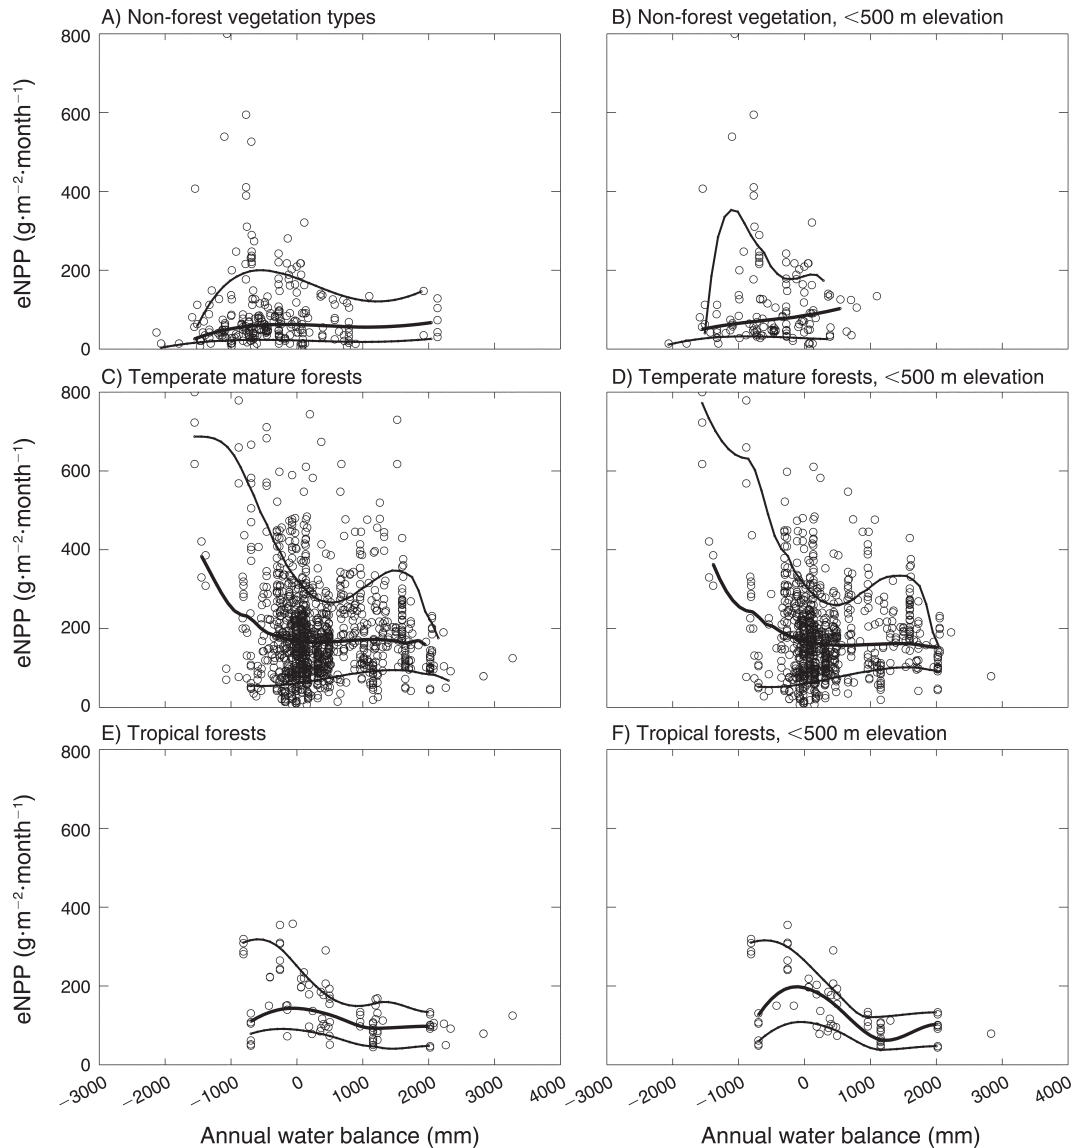 A) Non-forest vegetation types
B) Non-forest vegetation, <500 m elevation
800
600
400
200
0
eNPP (g·m−2·month−1)
C) Temperate mature forests
D) Temperate mature forests, <500 m elevation
800
600
400
200
0
eNPP (g·m−2·month−1)
E) Tropical forests
F) Tropical forests, <500 m elevation
800
600
400
200
0
eNPP (g·m−2·month−1)
−3000 −2000 −1000 0 1000 2000 3000 4000
−3000 −2000 −1000 0 1000 2000 3000 4000
Annual water balance (mm)
Annual water balance (mm)